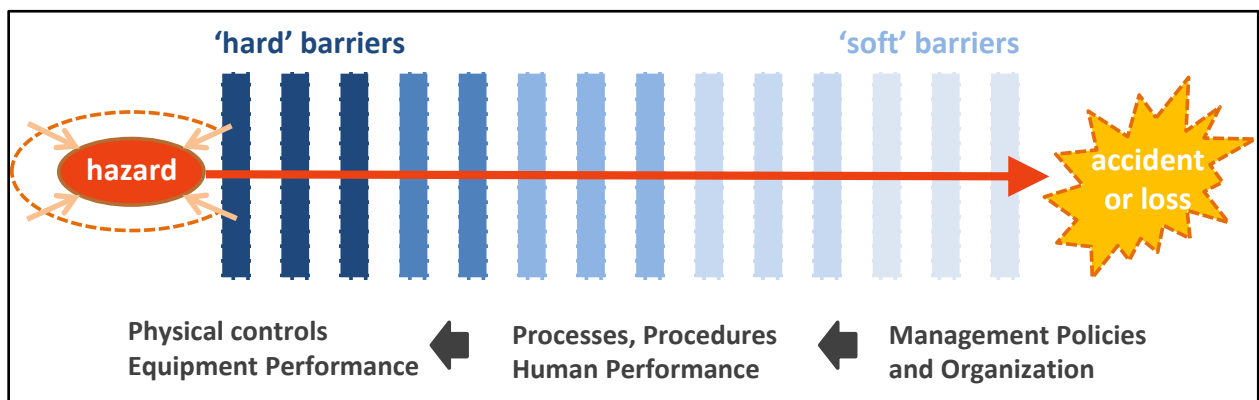 ‘hard’ barriers
‘soft’ barriers
hazard
accident
or loss
Physical controls
Equipment Performance
Processes, Procedures
Human Performance
Management Policies
and Organization